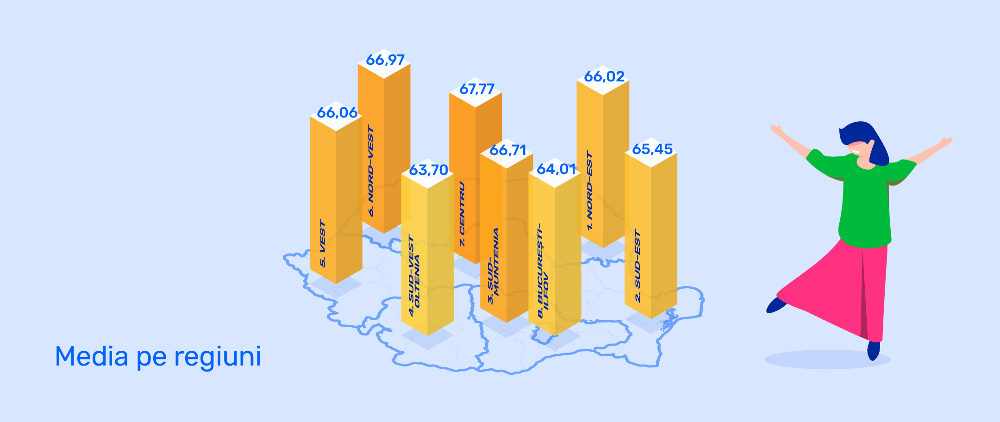 66,97
66,02
67,77
66,06
65,45
66,71
64,01
63,70
6. NORD-VEST
1. NORD-EST
7. CENTRU
5. VEST
4. SUD-VEST
OLTENIA
3. SUD-
MUNTENIA
8. BUCUREȘTI-
ILFOV
2. SUD-EST
Media pe regiuni